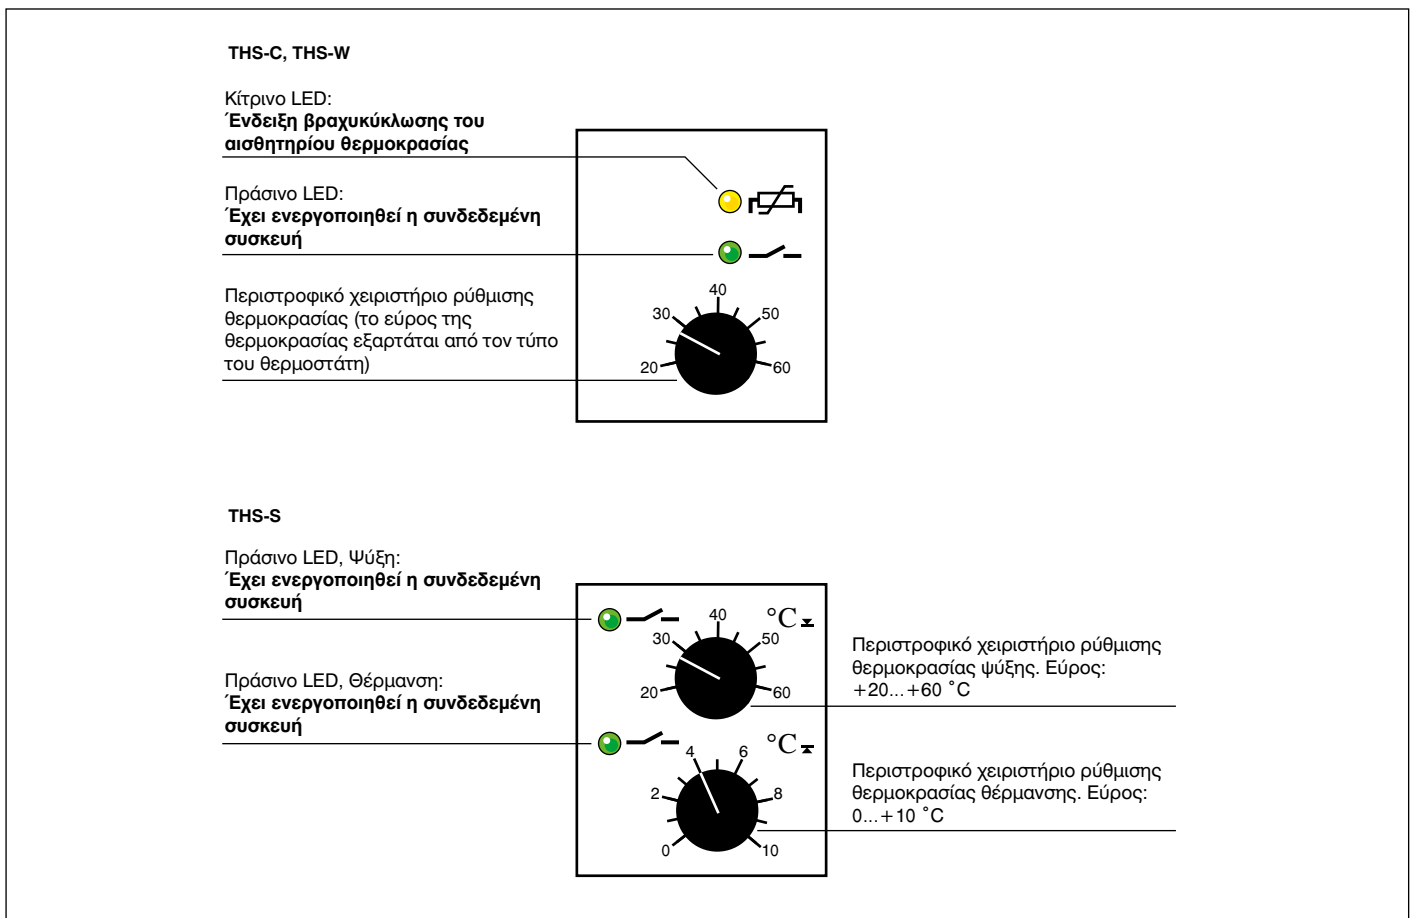 THS-C, THS-W
Κίτρινο LED:
Ένδειξη βραχυκύκλωσης του
αισθητηρίου θερμοκρασίας
Πράσινο LED:
Έχει ενεργοποιηθεί η συνδεδεμένη
συσκευή
Περιστροφικό χειριστήριο ρύθμισης
θερμοκρασίας (το εύρος της
θερμοκρασίας εξαρτάται από τον τύπο
του θερμοστάτη)
40
30
50
20
60
THS-S
Πράσινο LED, Ψύξη:
Έχει ενεργοποιηθεί η συνδεδεμένη
συσκευή
Πράσινο LED, Θέρμανση:
Έχει ενεργοποιηθεί η συνδεδεμένη
συσκευή
40
°C
30
50
20
60
°C
4
6
2
8
0
10
Περιστροφικό χειριστήριο ρύθμισης
θερμοκρασίας ψύξης. Εύρος:
+20...+60 °C
Περιστροφικό χειριστήριο ρύθμισης
θερμοκρασίας θέρμανσης. Εύρος:
0...+10 °C